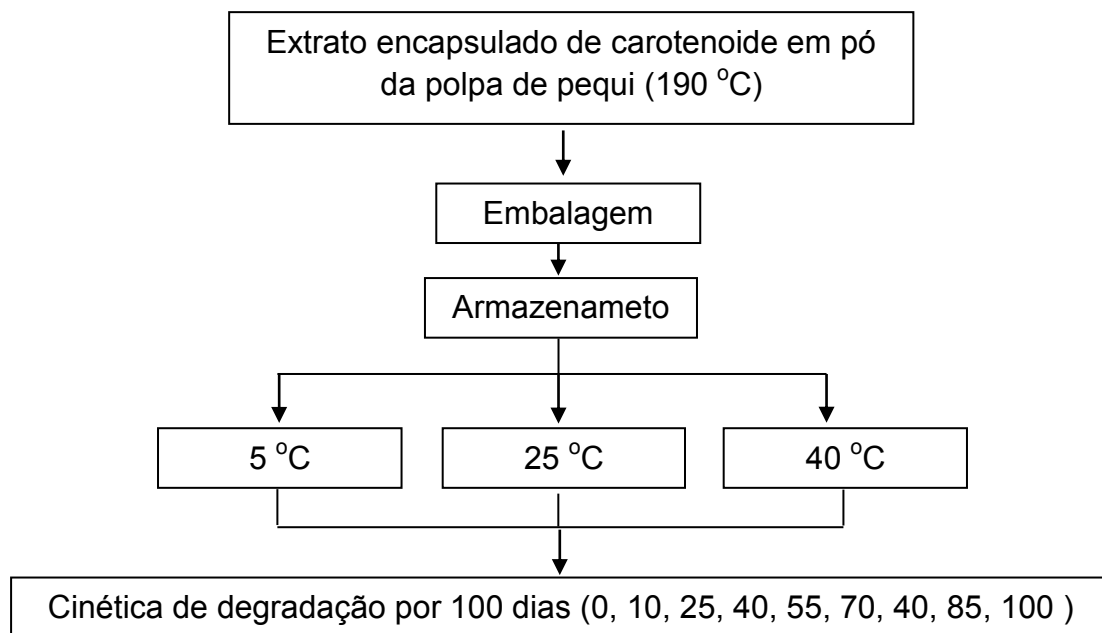 Extrato encapsulado de carotenoide em pó
da polpa de pequi (190 °C)
Embalagem
Armazenameto
5 °C
25 °C
40 °C
Cinética de degradação por 100 dias (0, 10, 25, 40, 55, 70, 40, 85, 100 )